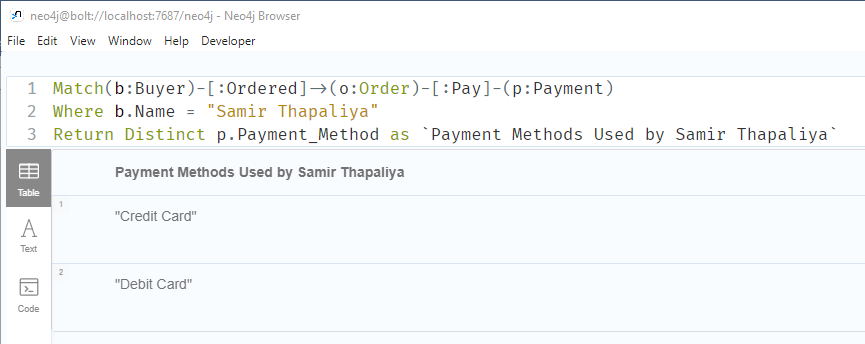 neo4j@bolt://localhost:7687/neo4j - Neo4j Browser
File Edit View Window Help Developer
1 Match(b:Buyer)-[:Ordered]->(o:Order)-[:Pay]-(p:Payment)
2 Where b.Name = "Samir Thapaliya"
3 Return Distinct p.Payment_Method as `Payment Methods Used by Samir Thapaliya`
Table
Payment Methods Used by Samir Thapaliya
1
"Credit Card"
A
Text
2
"Debit Card"
Code